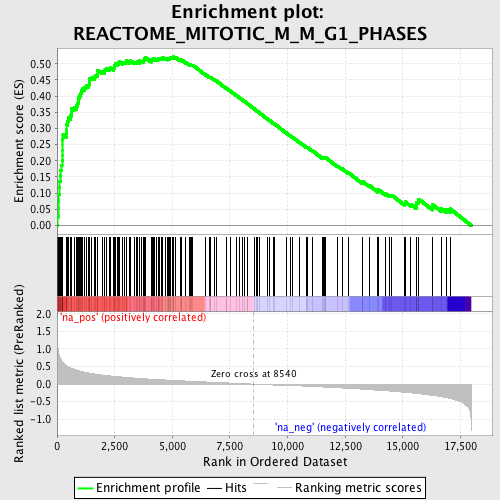 Enrichment plot:
REACTOME_MITOTIC_M_M_G1_PHASES
Enrichment score (ES)
0.50
0.45
0.40
0.35
0.30
0.25
0.20
0.15
0.10
0.05
0.00
Ranked list metric (PreRanked)
2.0
1.5
1.0
0.5
0.0
-0.5
-1.0
'na_pos' (positively correlated)
Zero cross at 8540
'na_neg' (negatively correlated)
0 2,500 5,000 7,500 10,000 12,500 15,000 17,500
Rank in Ordered Dataset
Enrichment profile Hits Ranking metric scores